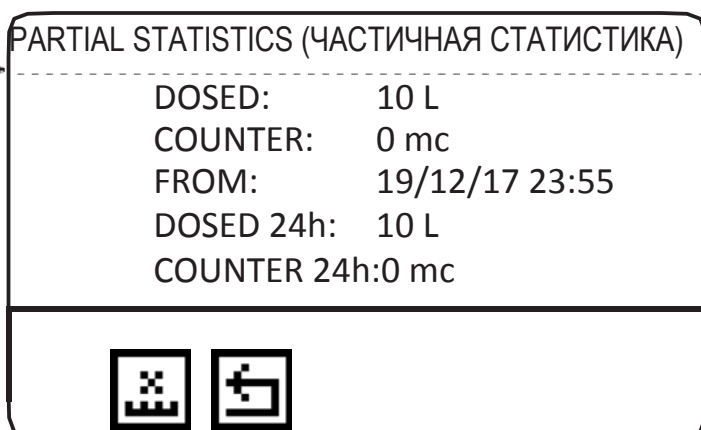 PARTIAL STATISTICS (ЧАСТИЧНАЯ СТАТИСТИКА)
DOSED: 10 L
COUNTER: 0 mc
FROM: 19/12/17 23:55
DOSED 24h: 10 L
COUNTER 24h:0 mc